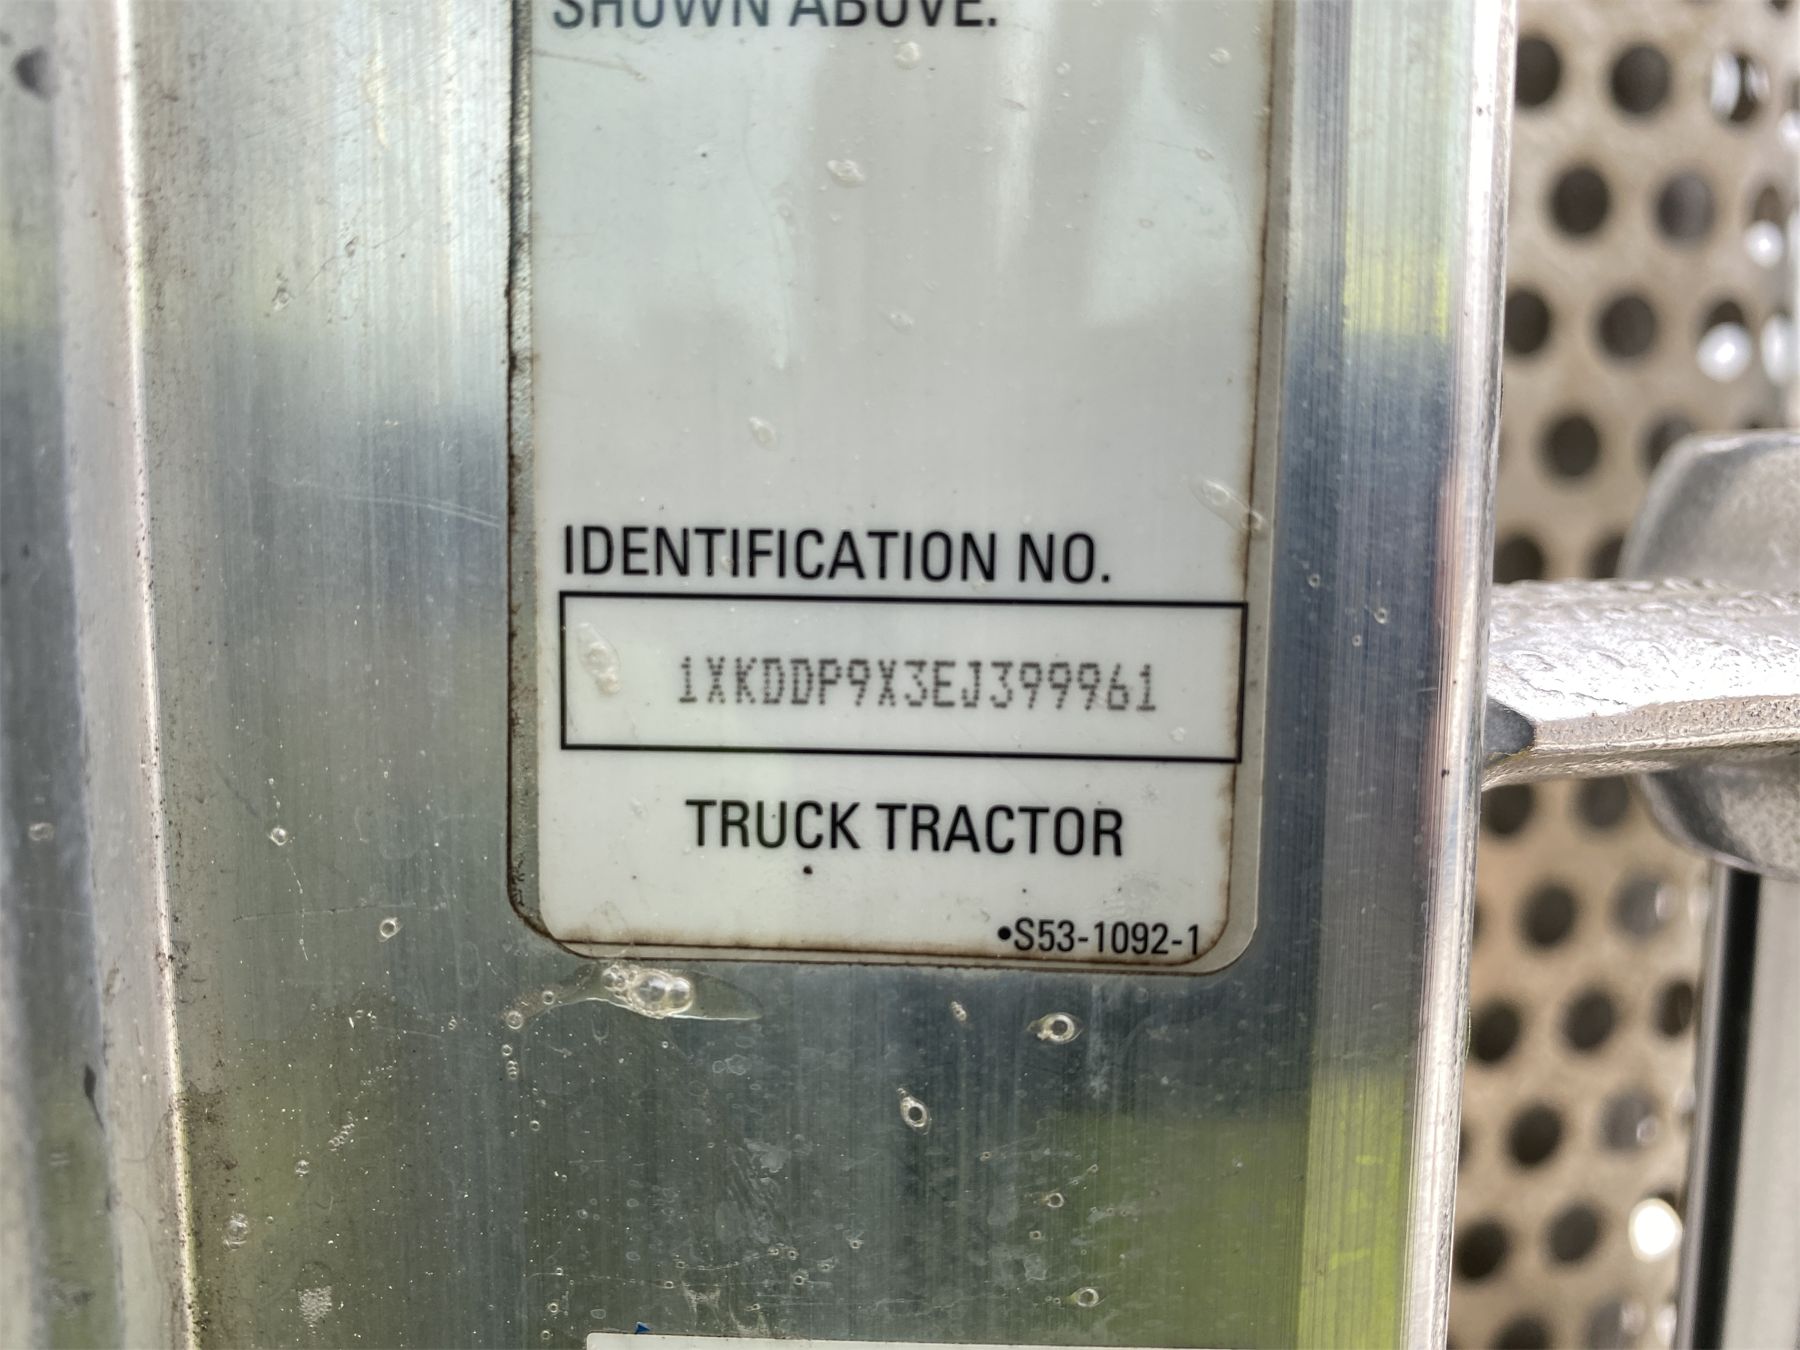 SHOWN ABOVE.
IDENTIFICATION NO.
1XKDDP9X3EJ399961
TRUCK TRACTOR
•S53-1092-1